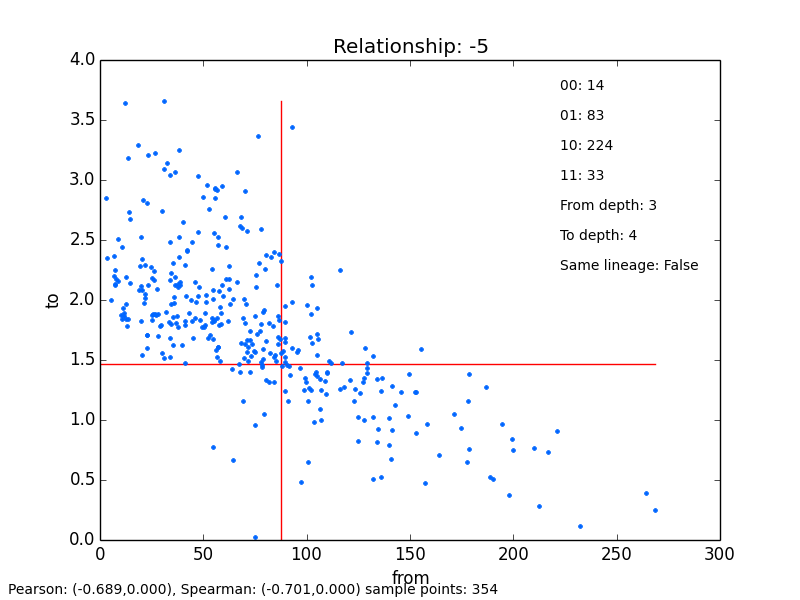 Relationship: -5
4.0
3.5
3.0
2.5
2.0
1.5
1.0
0.5
0.0
to
00: 14
01: 83
10: 224
11: 33
From depth: 3
To depth: 4
Same lineage: False
0 50 100 150 200 250 300
from
Pearson: (-0.689,0.000), Spearman: (-0.701,0.000) sample points: 354